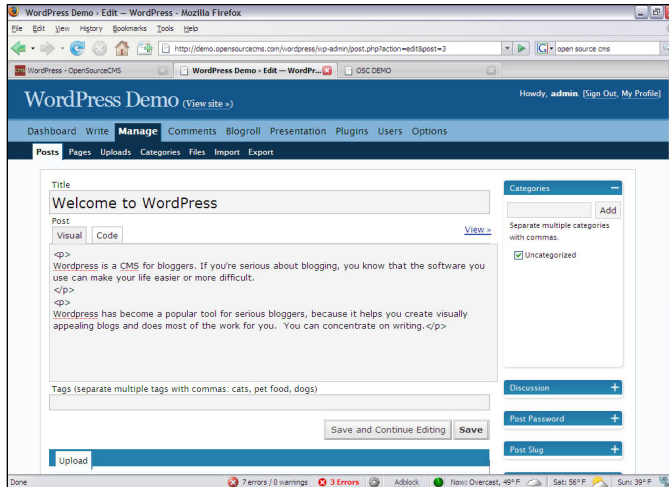 WordPress Demo › Edit — WordPress - Mozilla Firefox
File Edit View History Bookmarks Tools Help
http://demo.opensourcecms.com/wordpress/wp-admin/post.php?action=edit&post=3
open source cms
WordPress - OpenSourceCMS
WordPress Demo › Edit — WordPr...
OSC DEMO
WordPress Demo (View site »)
Howdy, admin. [Sign Out, My Profile]
Dashboard Write Manage Comments Blogroll Presentation Plugins Users Options
Posts Pages Uploads Categories Files Import Export
Title
Welcome to WordPress
Post
Visual Code
View »
<p>
Wordpress is a CMS for bloggers. If you're serious about blogging, you know that the software you
use can make your life easier or more difficult.
</p>
<p>
Wordpress has become a popular tool for serious bloggers, because it helps you create visually
appealing blogs and does most of the work for you. You can concentrate on writing.</p>
Tags (separate multiple tags with commas: cats, pet food, dogs)
Save and Continue Editing Save
Upload
Categories
Add
Separate multiple categories
with commas.
Uncategorized
Discussion
Post Password
Post Slug
Done
7 errors / 0 warnings
3 Errors
Adblock
Now: Overcast, 49° F
Sat: 56° F
Sun: 39° F